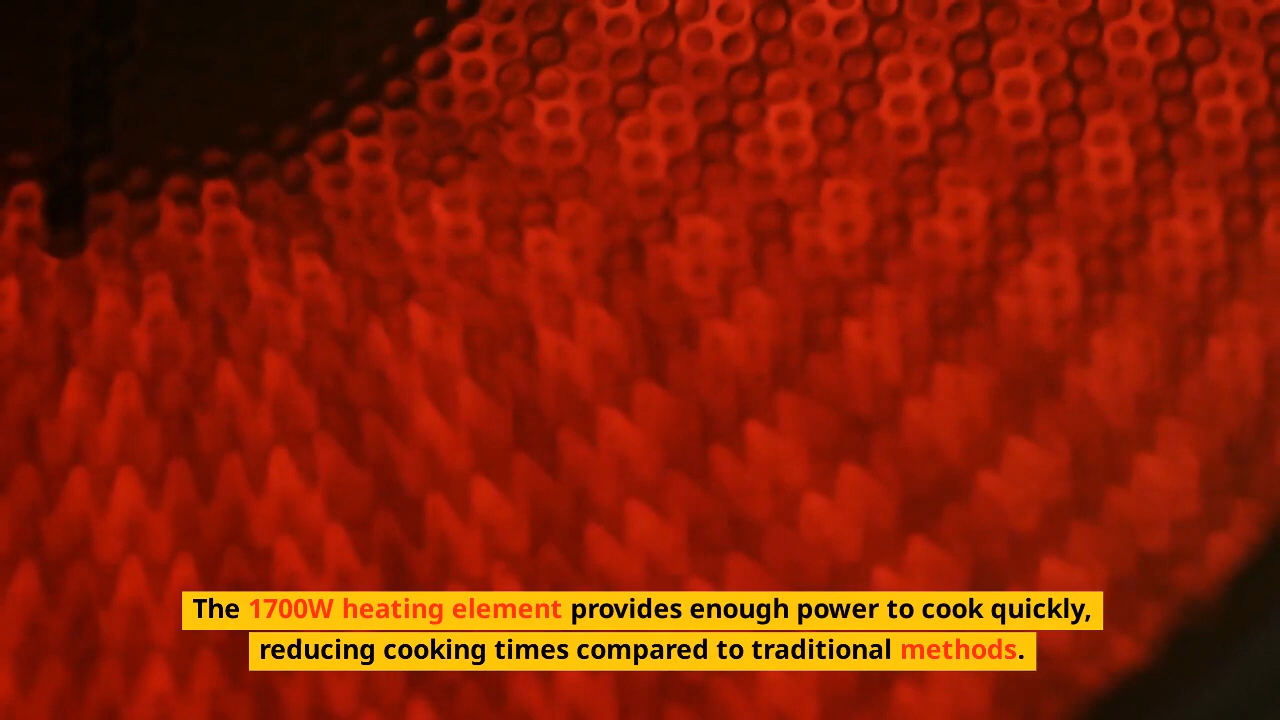 The 1700W heating element provides enough power to cook quickly,
reducing cooking times compared to traditional methods.